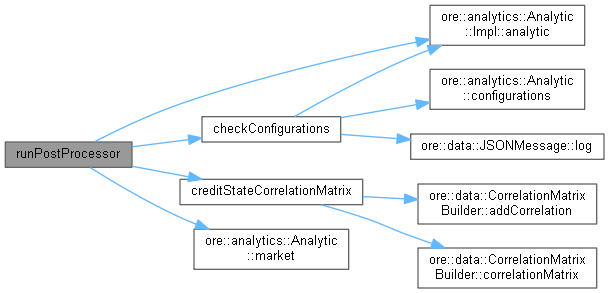 runPostProcessor
checkConfigurations
creditStateCorrelationMatrix
ore::analytics::Analytic
::market
ore::analytics::Analytic
::Impl::analytic
ore::analytics::Analytic
::configurations
ore::data::JSONMessage::log
ore::data::CorrelationMatrix
Builder::addCorrelation
ore::data::CorrelationMatrix
Builder::correlationMatrix